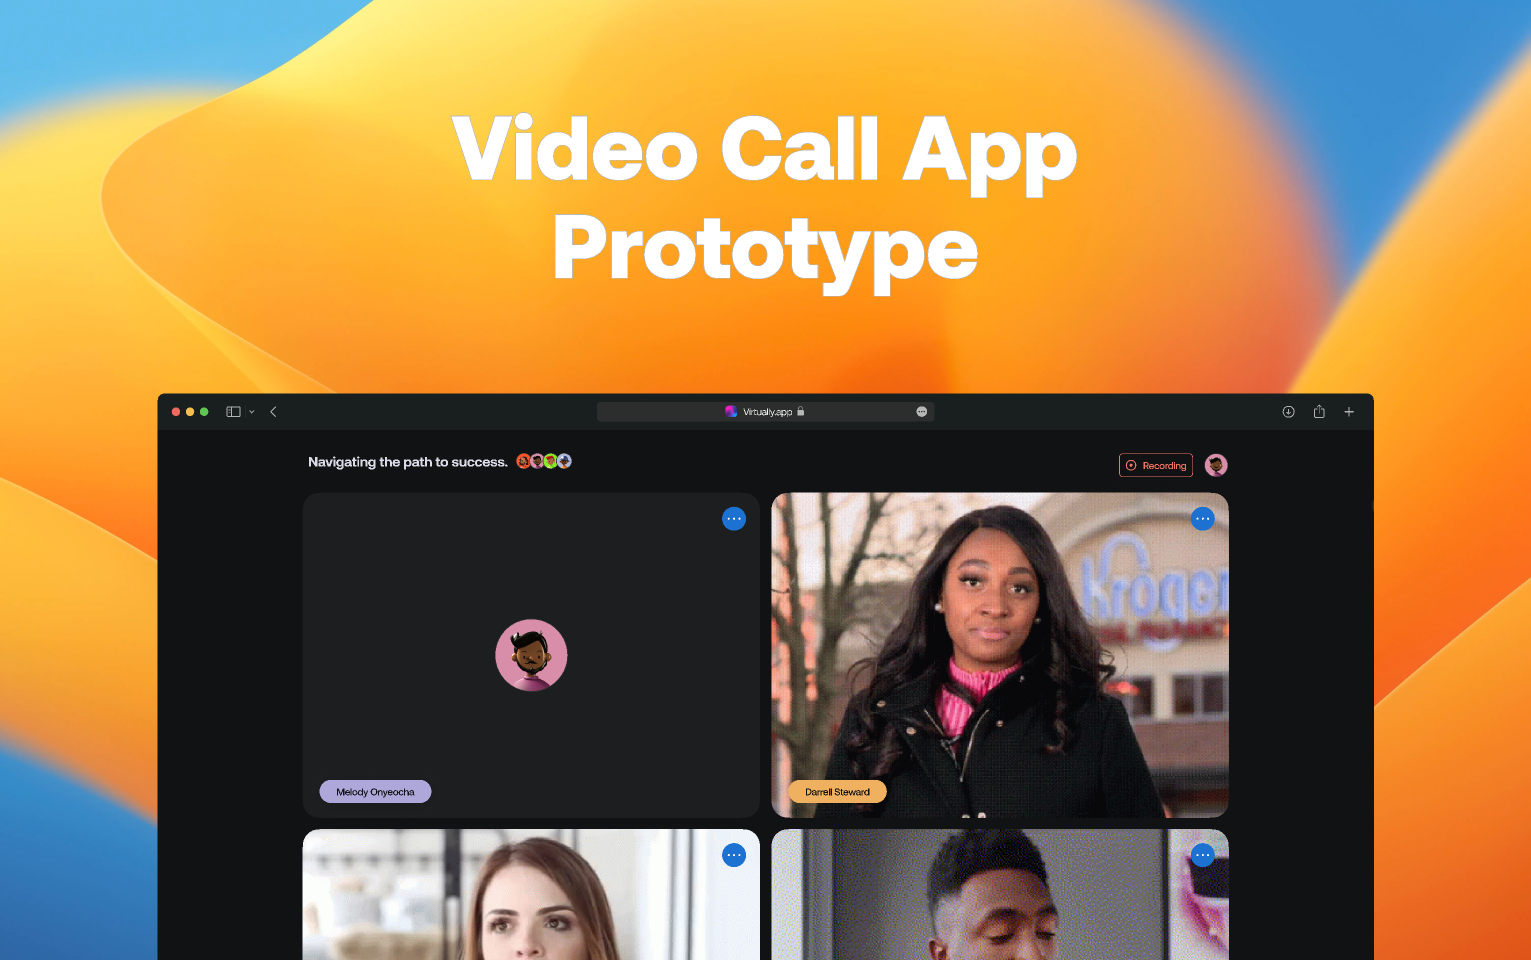 Video Call App
Prototype
Virtually.app
Navigating the path to success.
Recording
Kroger
Melody Onyeocha
Darrell Steward